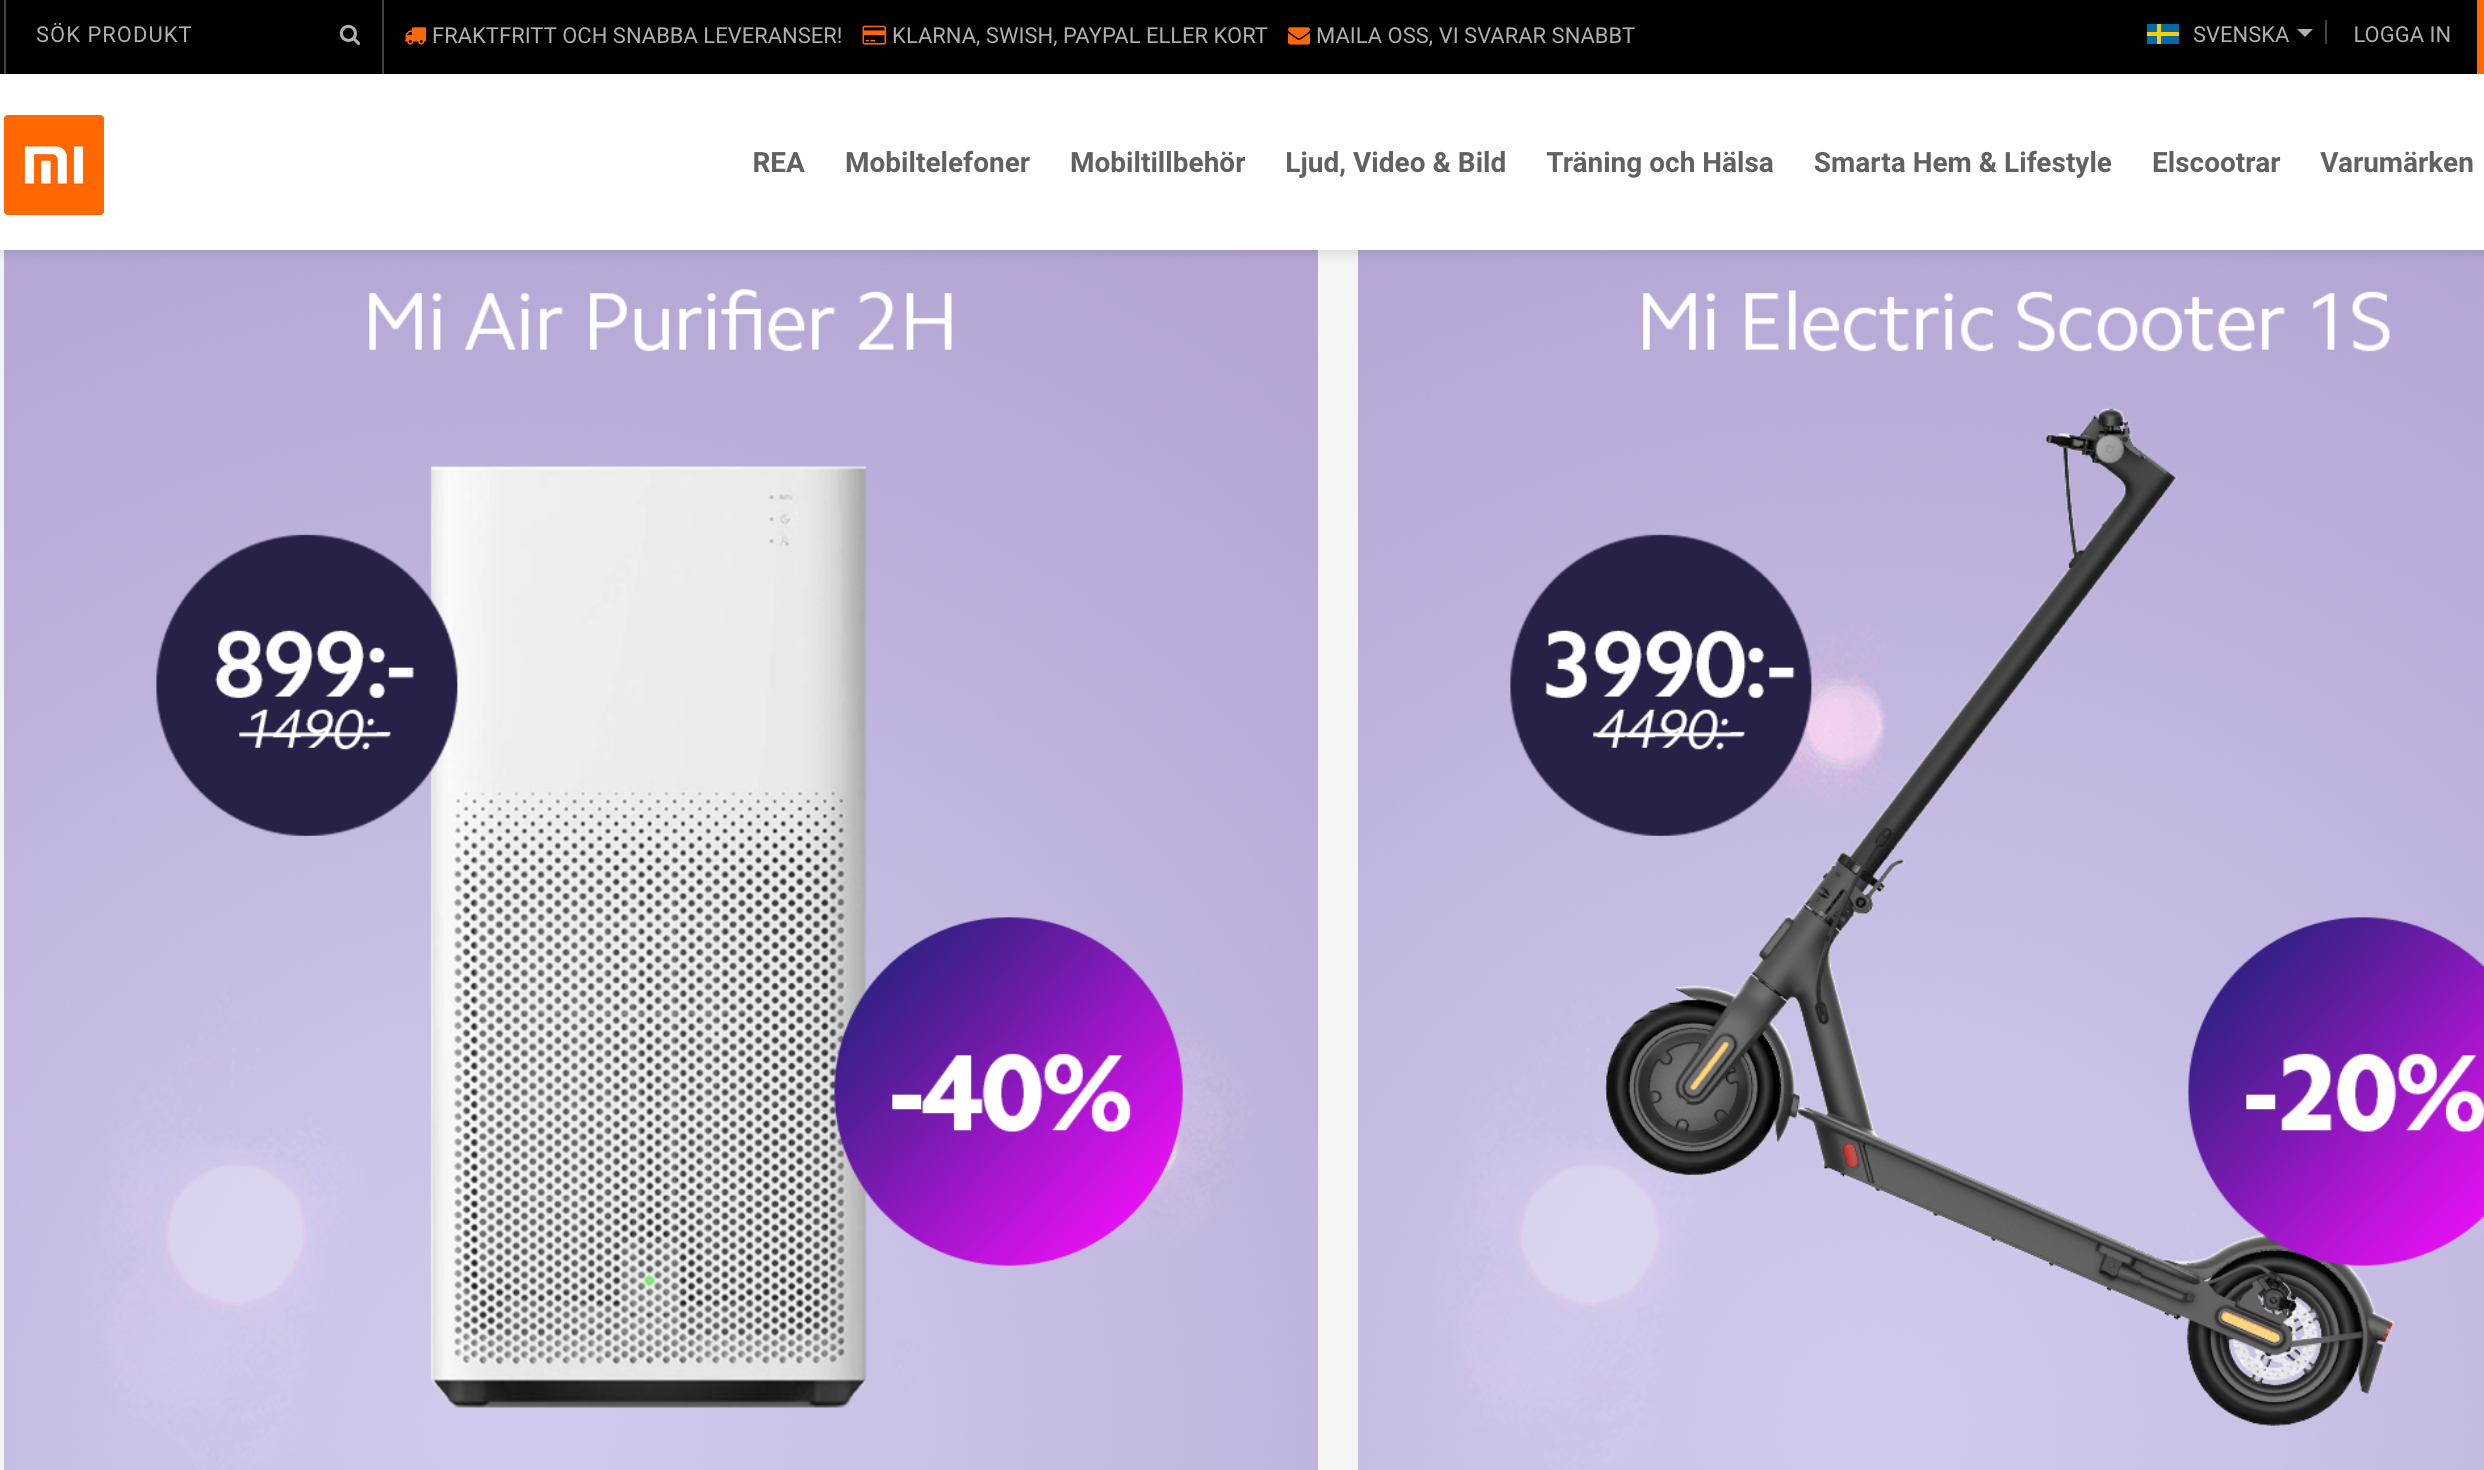 SÖK PRODUKT
FRAKTFRITT OCH SNABBA LEVERANSER!
KLARNA, SWISH, PAYPAL ELLER KORT
MAILA OSS, VI SVARAR SNABBT
SVENSKA
LOGGA IN
mi
REA
Mobiltelefoner
Mobiltillbehör
Ljud, Video & Bild
Träning och Hälsa
Smarta Hem & Lifestyle
Elscootrar
Varumärken
Mi Air Purifier 2H
899:-
1490:-
-40%
Mi Electric Scooter 1S
3990:-
4490:-
-20%